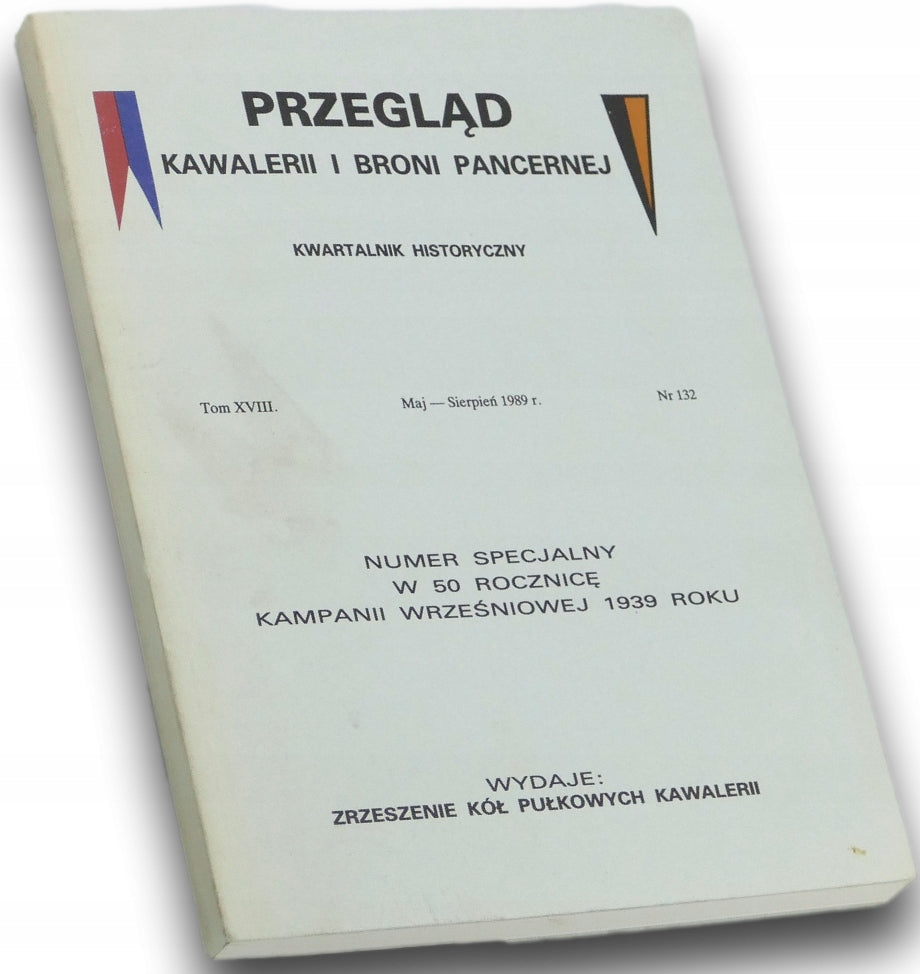 PRZEGLĄD
KAWALERII I BRONI PANCERNEJ
KWARTALNIK HISTORYCZNY
Tom XVIII. Maj — Sierpień 1989 r. Nr 132
NUMER SPECJALNY
W 50 ROCZNICĘ
KAMPANII WRZEŚNIOWEJ 1939 ROKU
WYDAJE:
ZRZESZENIE KÓŁ PUŁKOWYCH KAWALERII